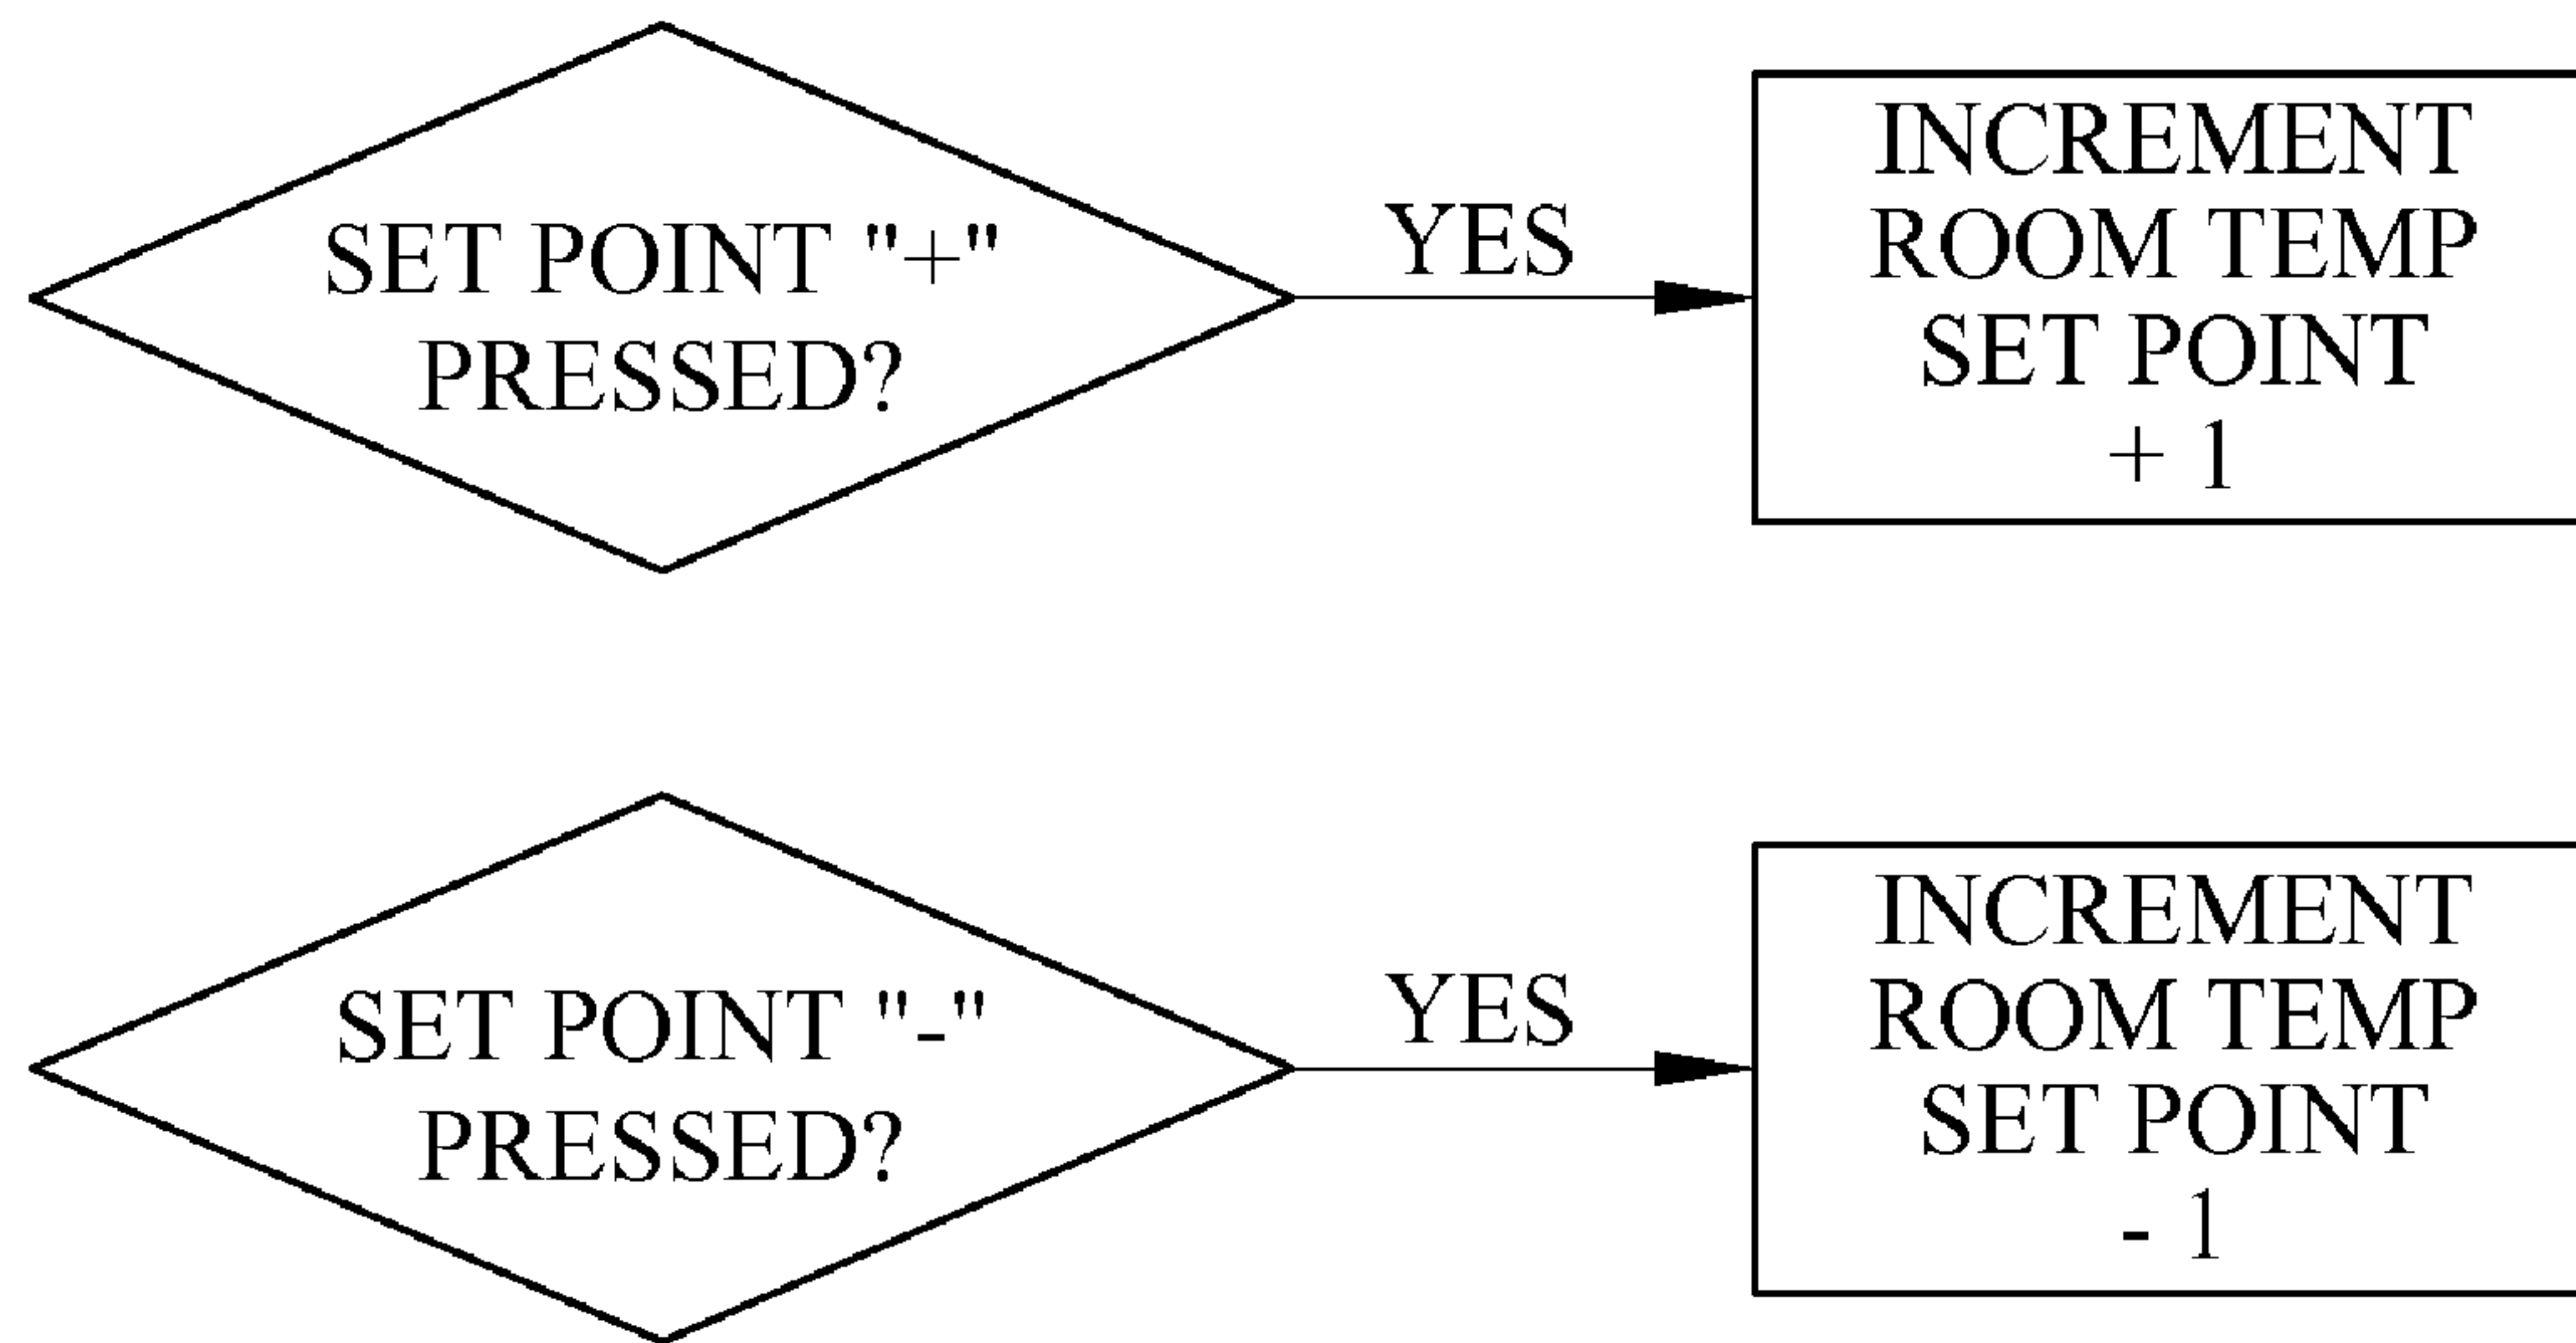 SET POINT "+"
PRESSED?
YES
INCREMENT
ROOM TEMP
SET POINT
+ 1
SET POINT "-"
PRESSED?
YES
INCREMENT
ROOM TEMP
SET POINT
- 1